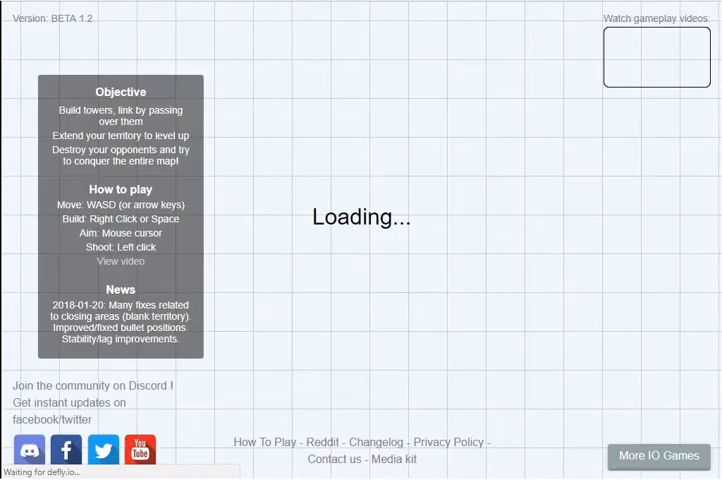 Version: BETA 1.2
Watch gameplay videos:
Objective
Build towers, link by passing
over them
Extend your territory to level up
Destroy your opponents and try
to conquer the entire map!
How to play
Move: WASD (or arrow keys)
Build: Right Click or Space
Aim: Mouse cursor
Shoot: Left click
View video
News
2018-01-20: Many fixes related
to closing areas (blank territory).
Improved/fixed bullet positions
Stability/lag improvements.
Loading...
Join the community on Discord !
Get instant updates on
facebook/twitter
You
Tube
Waiting for defly.io...
How To Play - Reddit - Changelog - Privacy Policy -
Contact us - Media kit
More IO Games